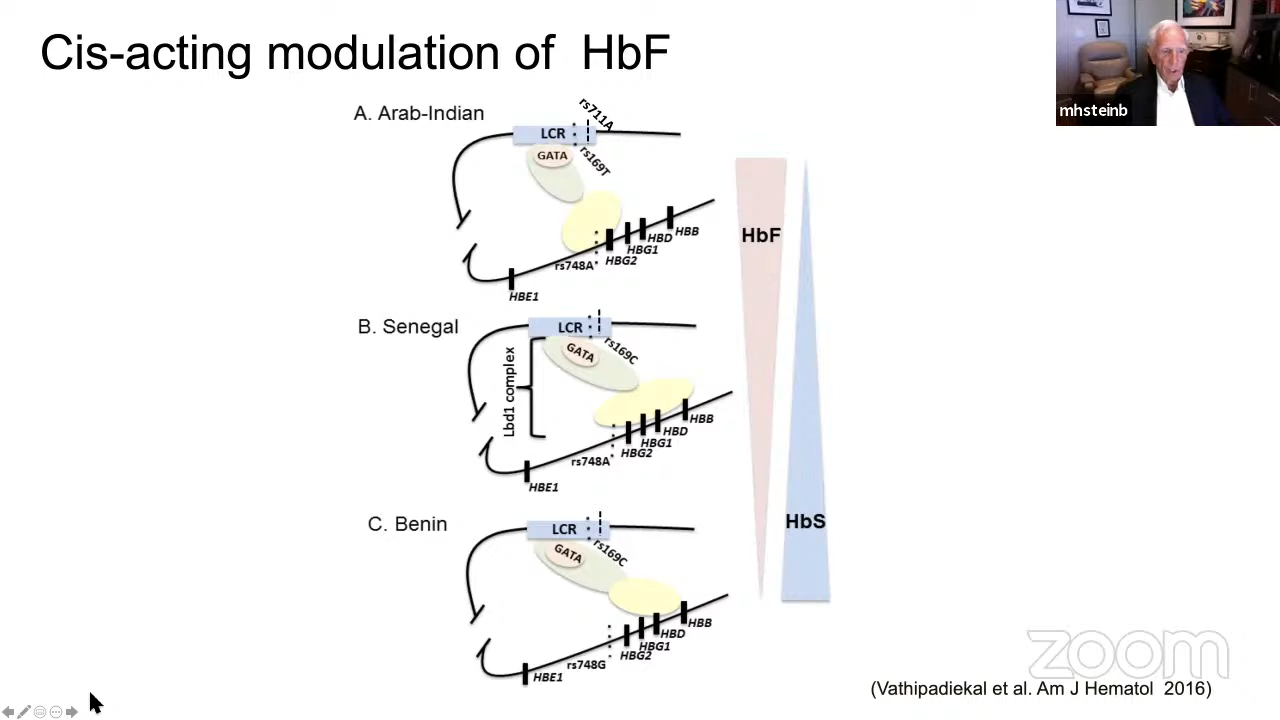 Cis-acting modulation of HbF
mhsteinb
A. Arab-Indian
rs711A
LCR
GATA
rs169T
HBB
HBD
HBG1
HBG2
rs748A
HBE1
B. Senegal
LCR
rs169C
GATA
Lbd1 complex
HBB
HBD
HBG1
HBG2
rs748A
HBE1
C. Benin
LCR
rs169C
GATA
HBB
HBD
HBG1
HBG2
rs748G
HBE1
HbF
HbS
zoom
(Vathipadiekal et al. Am J Hematol 2016)